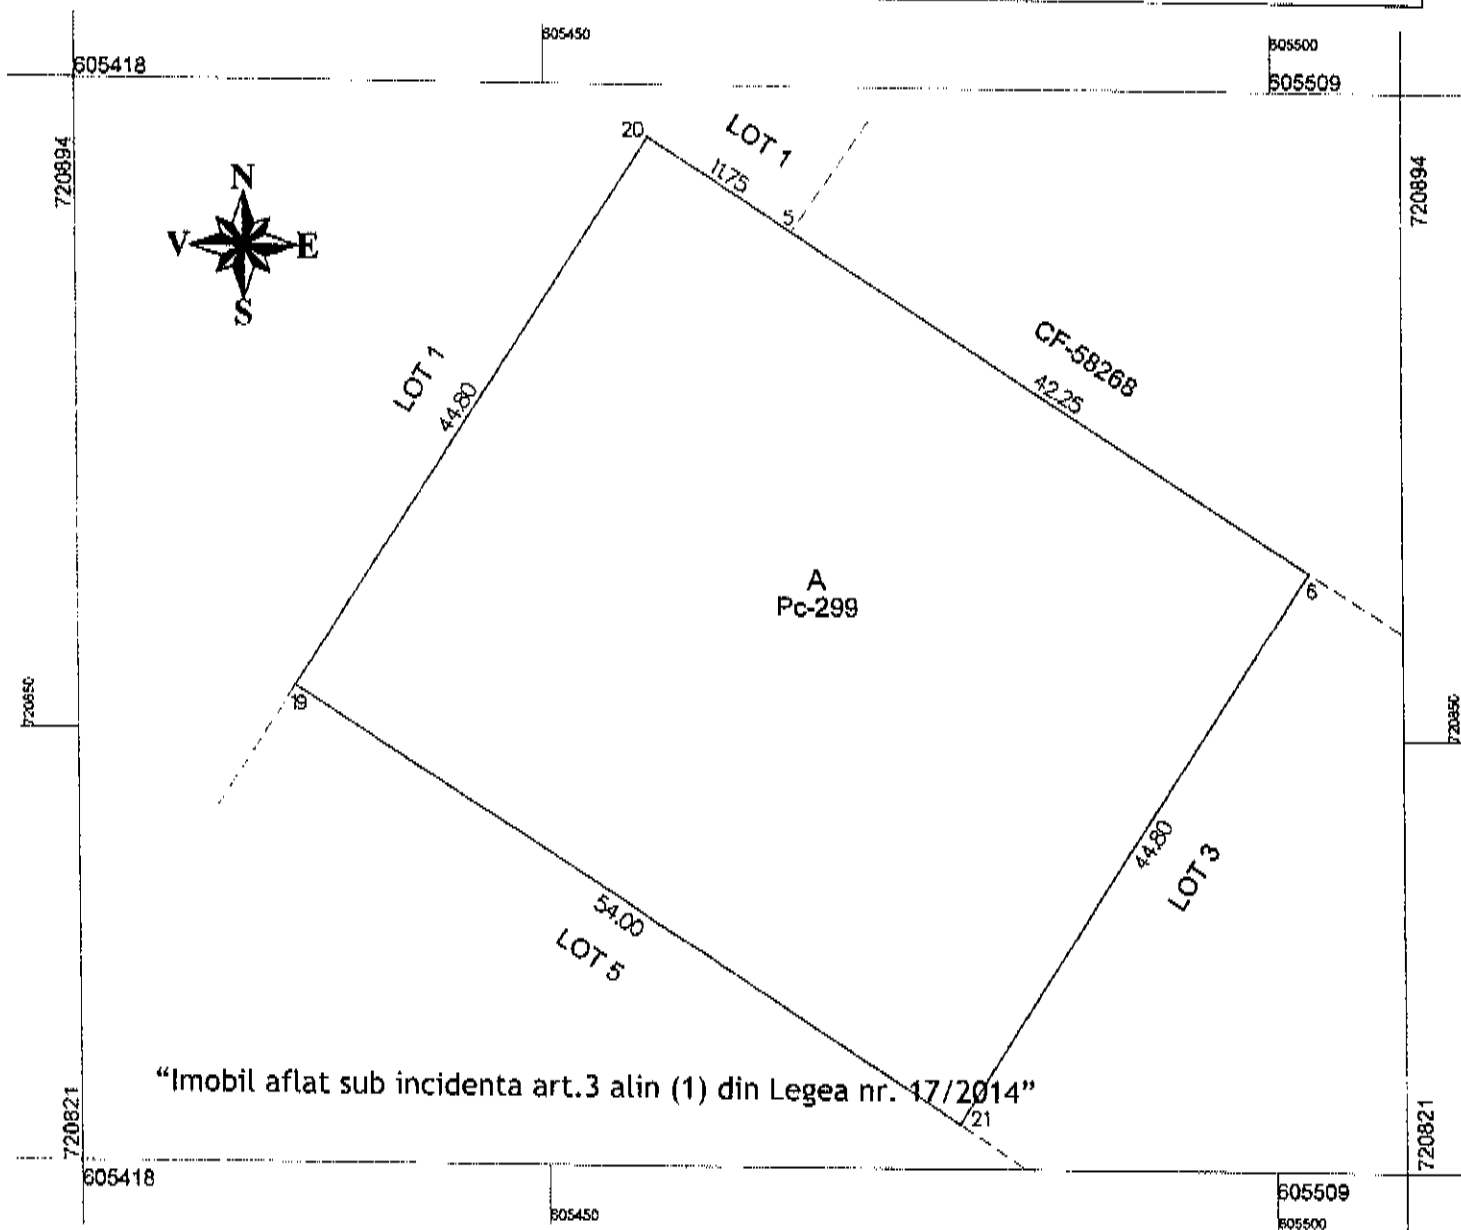 605450
605500
605418
605509
720894
720894
N
V E
S
20
LOT 1
11.75
5
CF-58268
42.25
LOT 1
44.80
A
Pc-299
6
19
720850
720850
44.80
LOT 3
54.00
LOT 5
“Imobil aflat sub incidenta art.3 alin (1) din Legea nr. 17/2014”
21
720821
720821
605418
605509
605450
605500